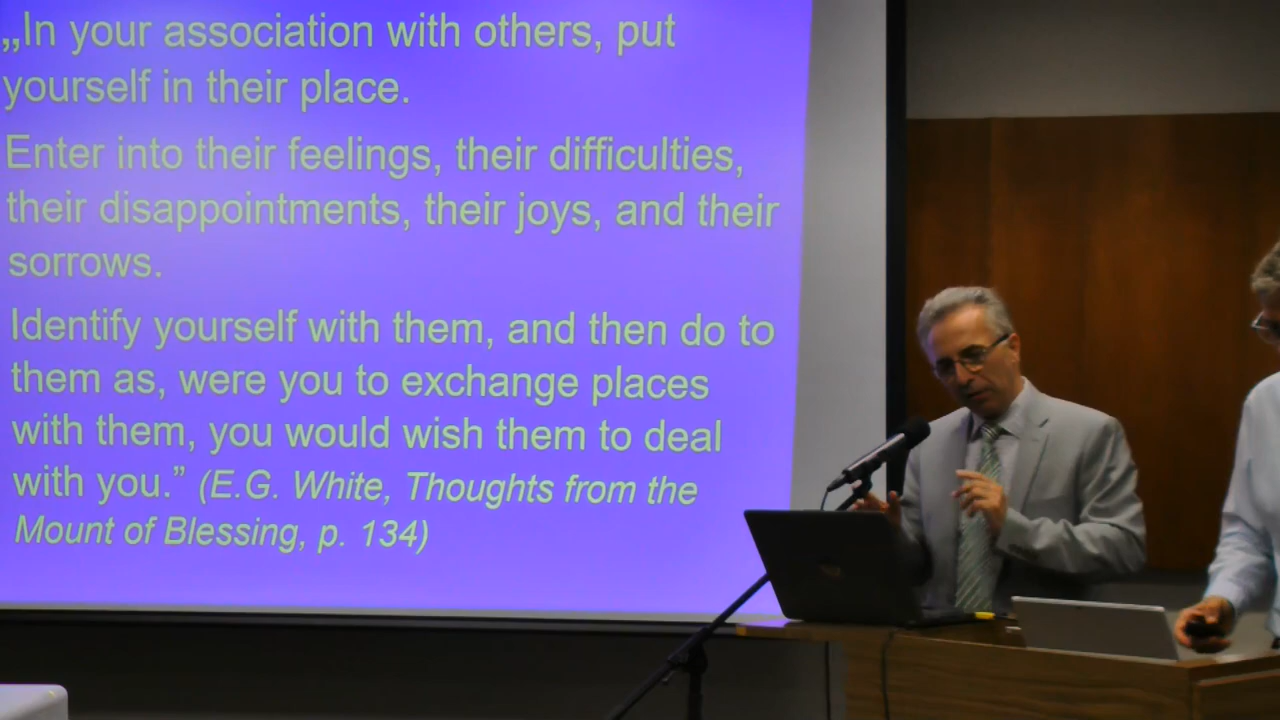 „In your association with others, put
yourself in their place.
Enter into their feelings, their difficulties,
their disappointments, their joys, and their
sorrows.
Identify yourself with them, and then do to
them as, were you to exchange places
with them, you would wish them to deal
with you.” (E.G. White, Thoughts from the
Mount of Blessing, p. 134)